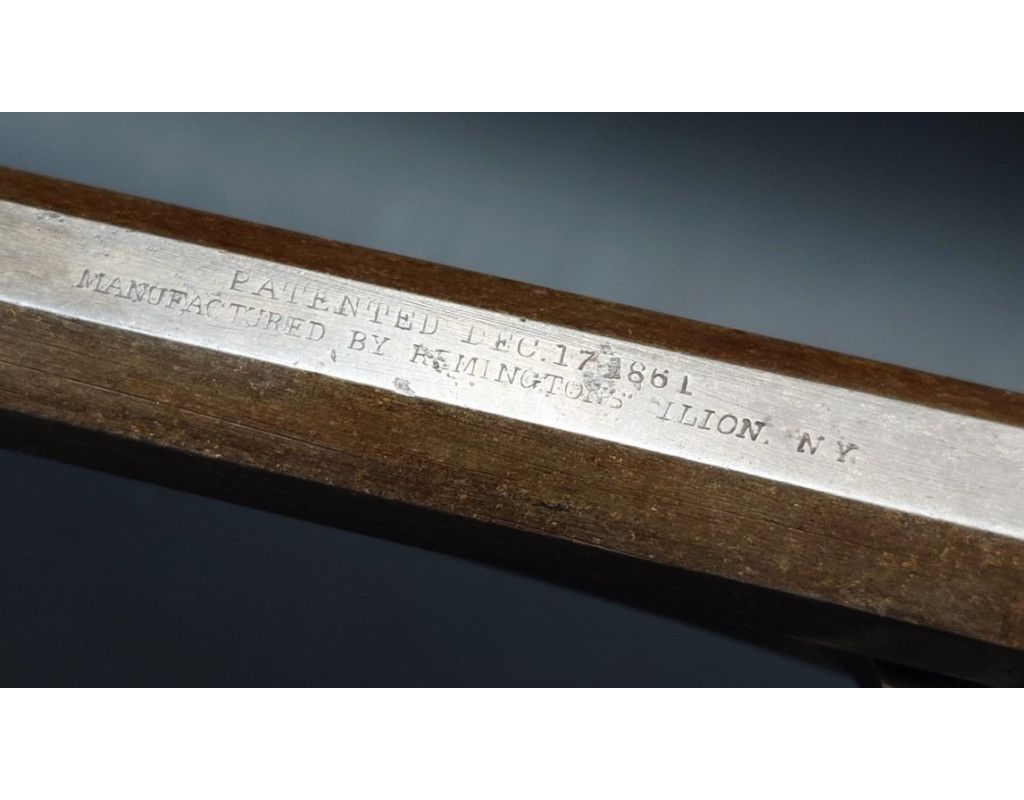 PATENTED DEC. 17 1861
MANUFACTURED BY REMINGTONS' ILION. N Y.